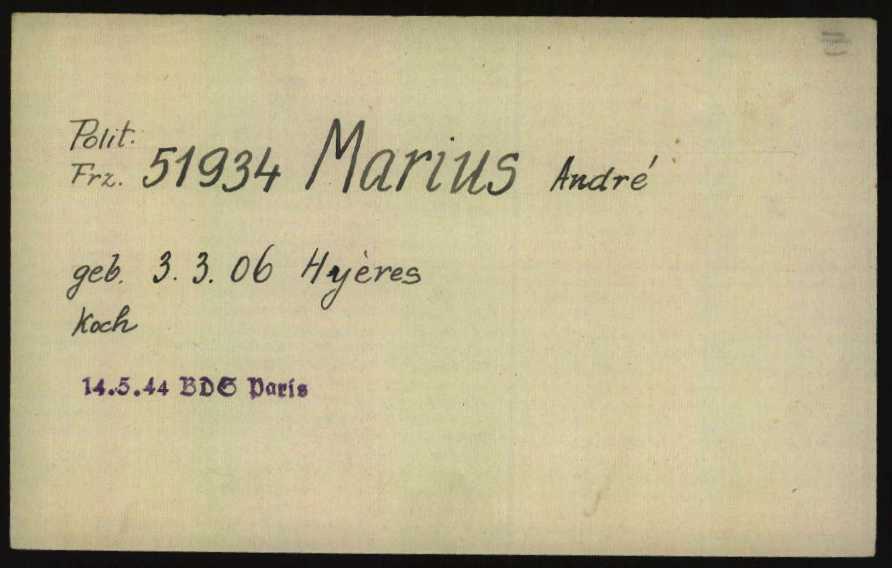 Polit.
Frz. 51934 Marius André
geb. 3. 3. 06 Hyères
Koch
14.5.44 BDS Paris